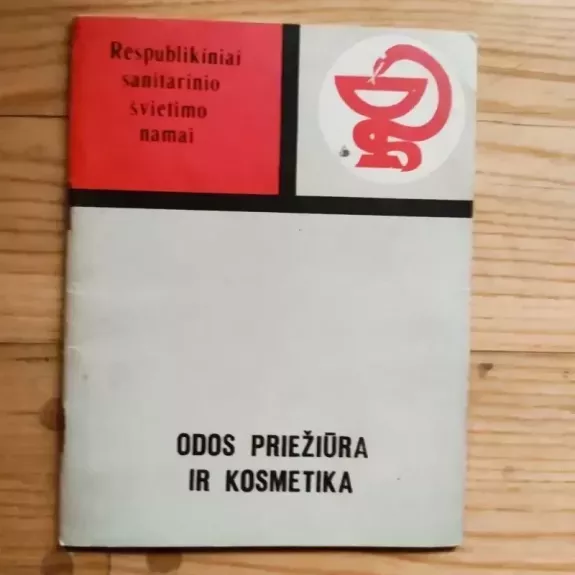 Respublikiniai
sanitarinio
švietimo
namai
ODOS PRIEŽIŪRA
IR KOSMETIKA